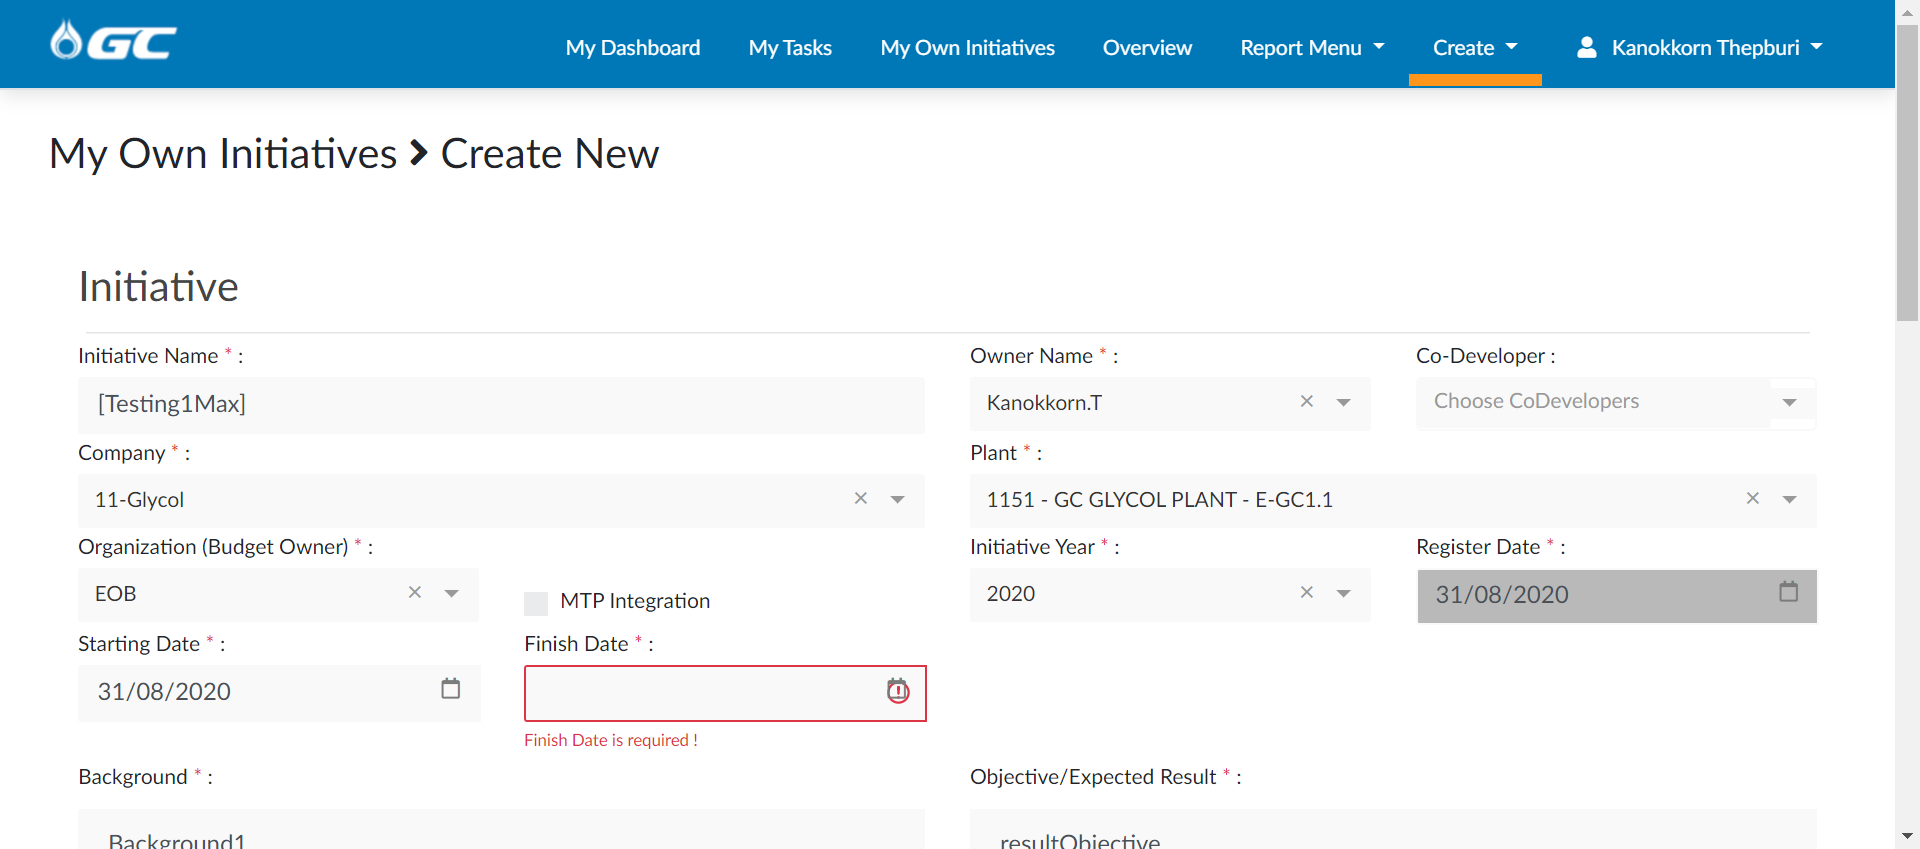 GC
My Dashboard My Tasks My Own Initiatives Overview Report Menu Create Kanokkorn Thepburi
My Own Initiatives > Create New
Initiative
Initiative Name * : Owner Name * : Co-Developer :
[Testing1Max] Kanokkorn.T × Choose CoDevelopers
Company * : Plant * :
11-Glycol × 1151 - GC GLYCOL PLANT - E-GC1.1 ×
Organization (Budget Owner) * : Initiative Year * : Register Date * :
EOB × MTP Integration 2020 × 31/08/2020
Starting Date * : Finish Date * :
31/08/2020
Finish Date is required !
Background * : Objective/Expected Result * :
Background1 resultObjective